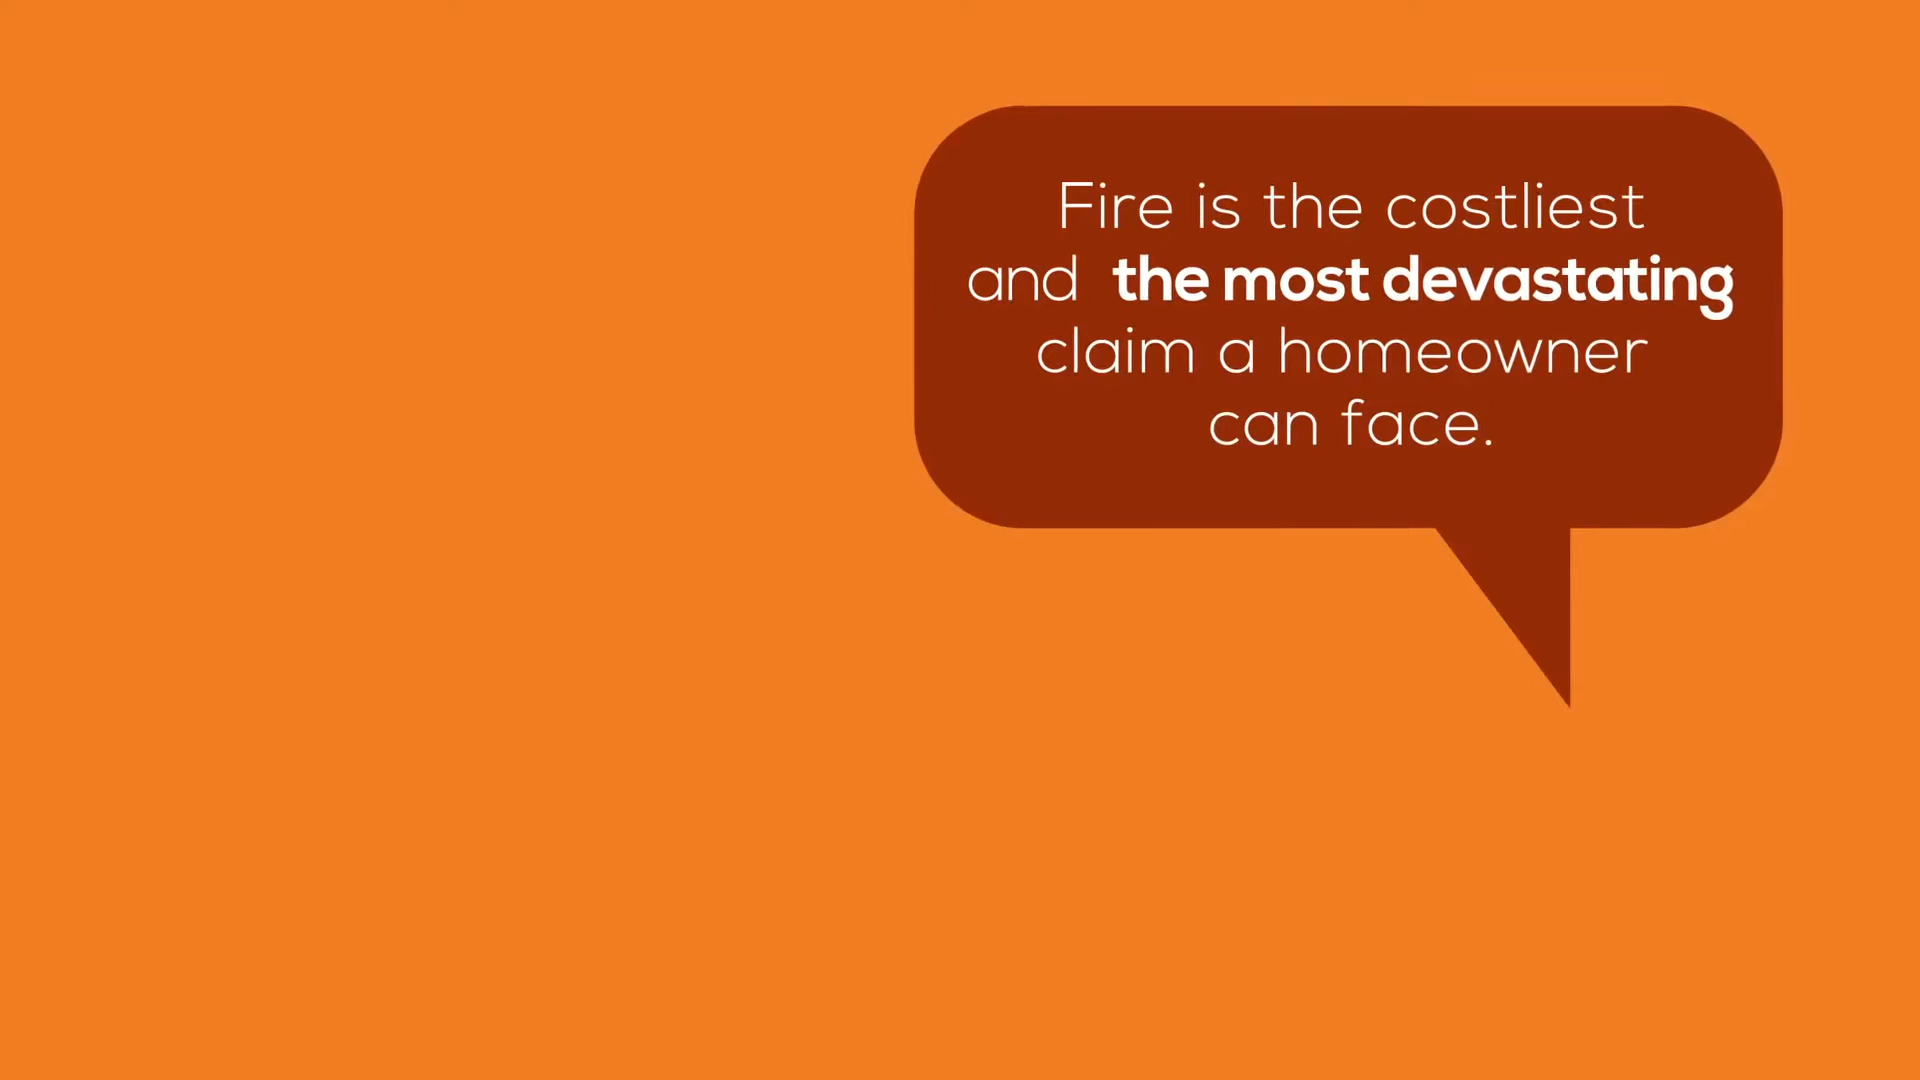 Fire is the costliest
and the most devastating
claim a homeowner
can face.